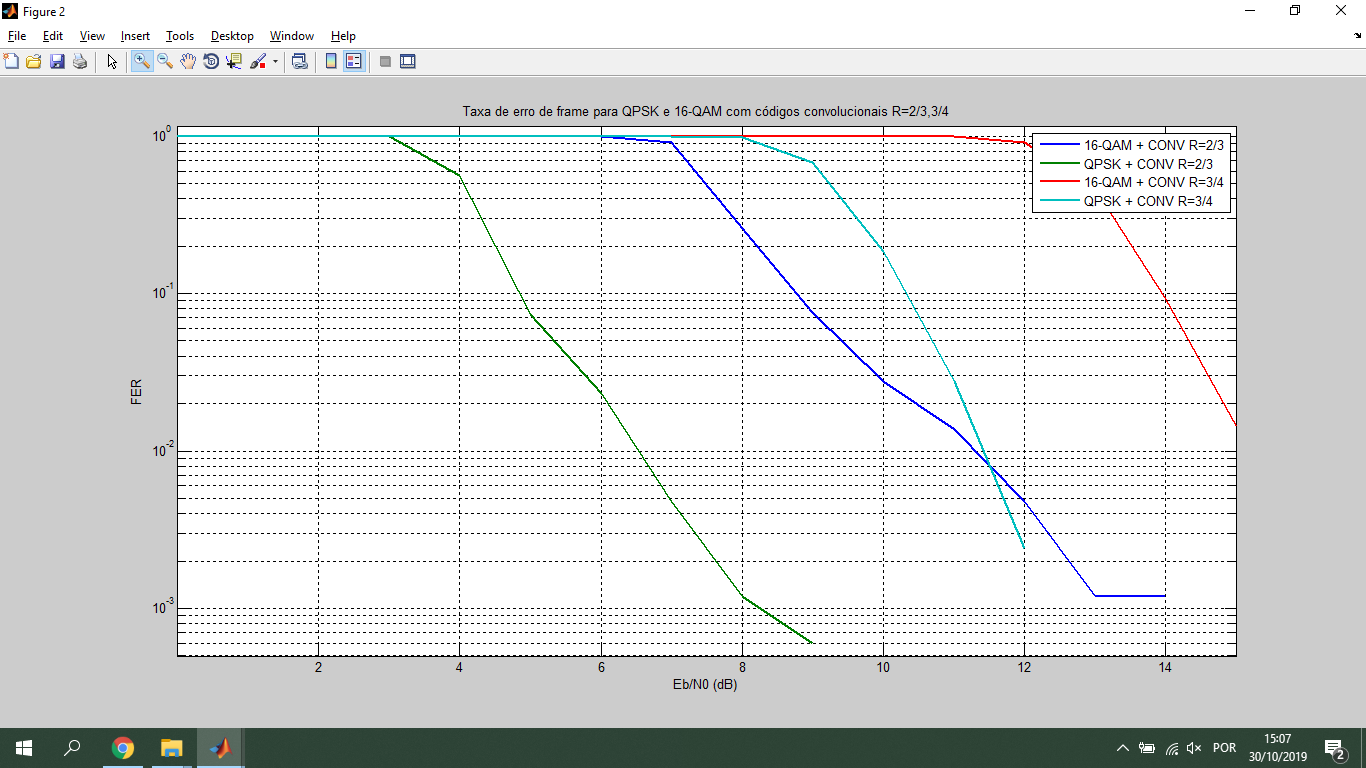 Figure 2
File Edit View Insert Tools Desktop Window Help
Taxa de erro de frame para QPSK e 16-QAM com códigos convolucionais R=2/3,3/4
10^0
10^-1
10^-2
10^-3
FER
16-QAM + CONV R=2/3
QPSK + CONV R=2/3
16-QAM + CONV R=3/4
QPSK + CONV R=3/4
2 4 6 8 10 12 14
Eb/N0 (dB)
POR
15:07
30/10/2019
2